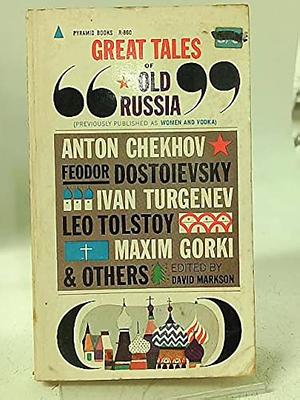 PYRAMID BOOKS R-860
GREAT TALES
OF
OLD
RUSSIA
(PREVIOUSLY PUBLISHED AS WOMEN AND VODKA)
ANTON CHEKHOV
FEODOR DOSTOIEVSKY
IVAN TURGENEV
LEO TOLSTOY
MAXIM GORKI
& OTHERS EDITED BY
DAVID MARKSON